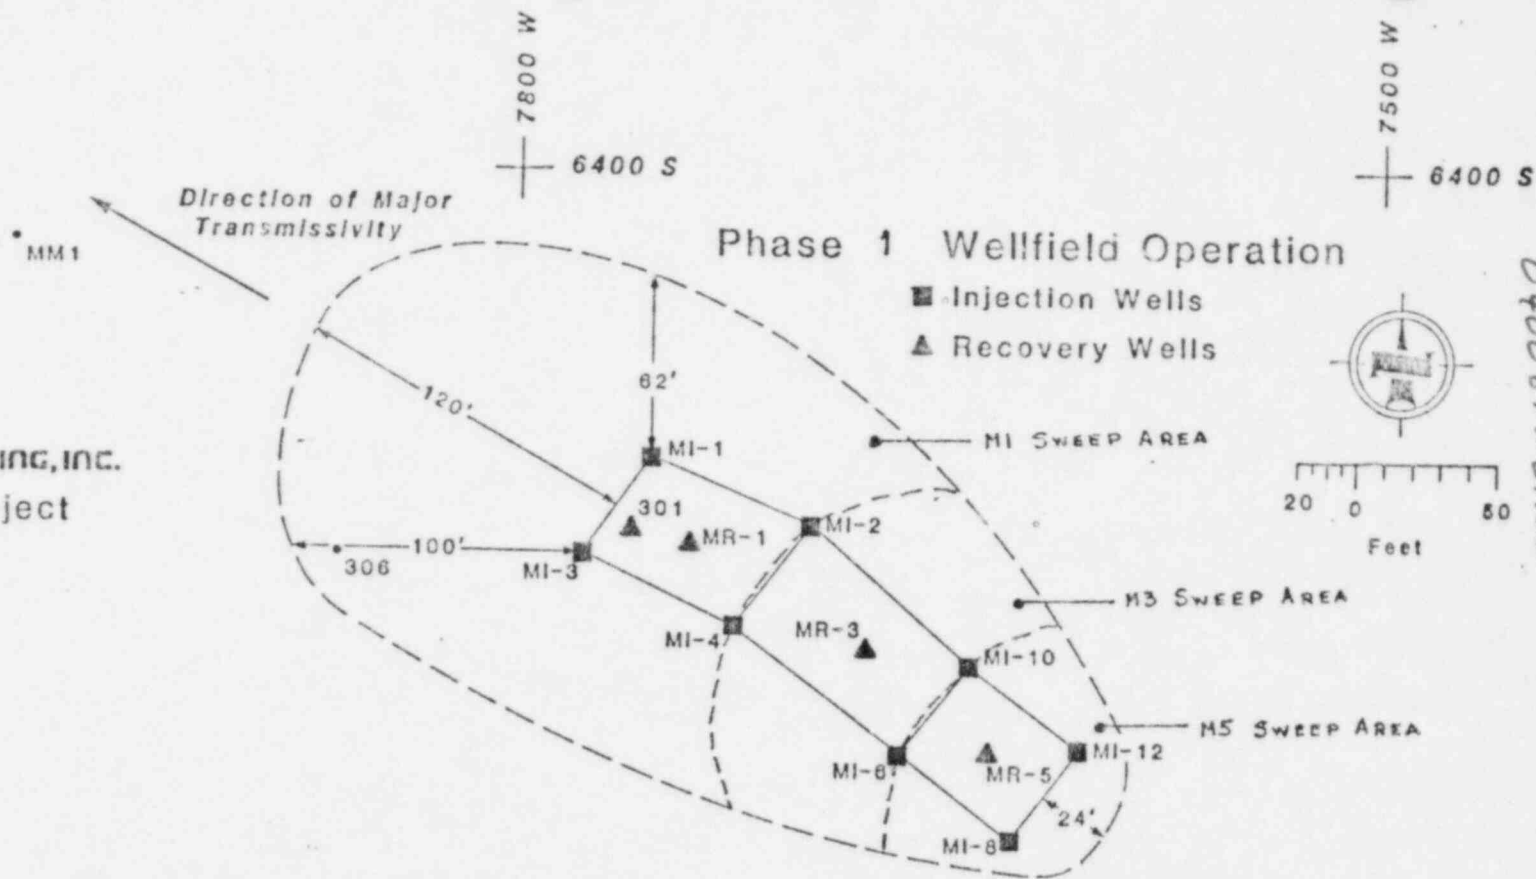 7800 W
7500 W
6400 S
6400 S
Direction of Major
Transmissivity
MM1
Phase 1 Wellfield Operation
Injection Wells
Recovery Wells
62'
120'
ING, INC.
ject
MI-1
M1 SWEEP AREA
20 0 50
Feet
301
MR-1
MI-2
100'
306
MI-3
M3 SWEEP AREA
MI-4
MR-3
MI-10
M5 SWEEP AREA
MI-6
MR-5
MI-12
24'
MI-8